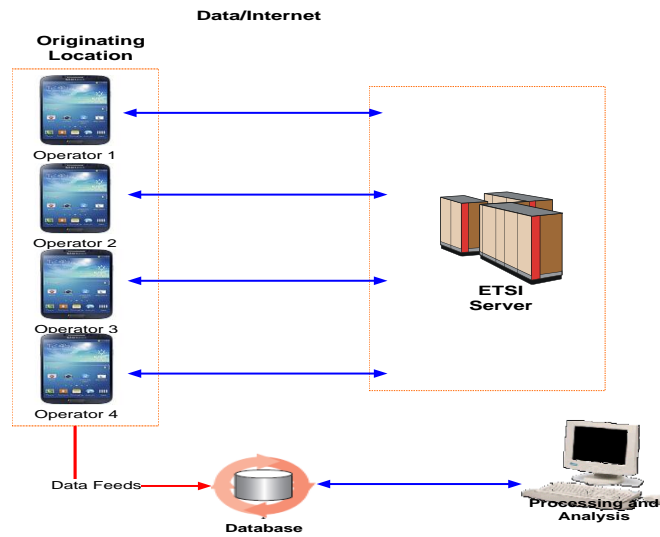 Data/Internet
Originating
Location
Operator 1
Operator 2
Operator 3
Operator 4
ETSI
Server
Data Feeds
Database
Processing and
Analysis